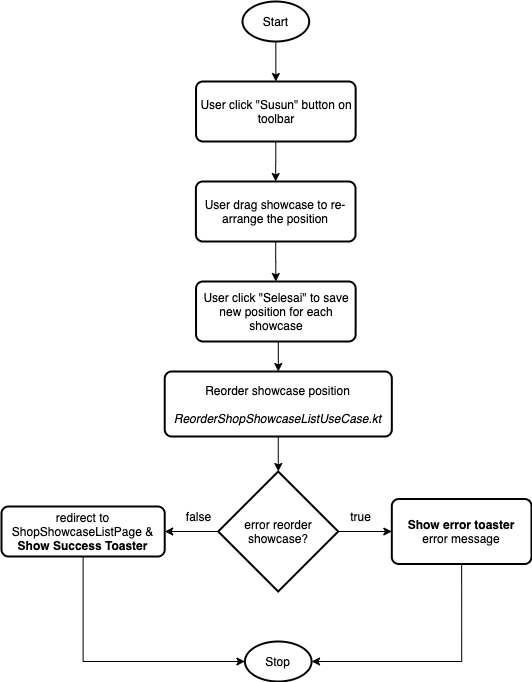 Start
User click "Susun" button on
toolbar
User drag showcase to re-
arrange the position
User click "Selesai" to save
new position for each
showcase
Reorder showcase position
ReorderShopShowcaseListUseCase.kt
error reorder
showcase?
false
true
redirect to
ShopShowcaseListPage &
Show Success Toaster
Show error toaster
error message
Stop